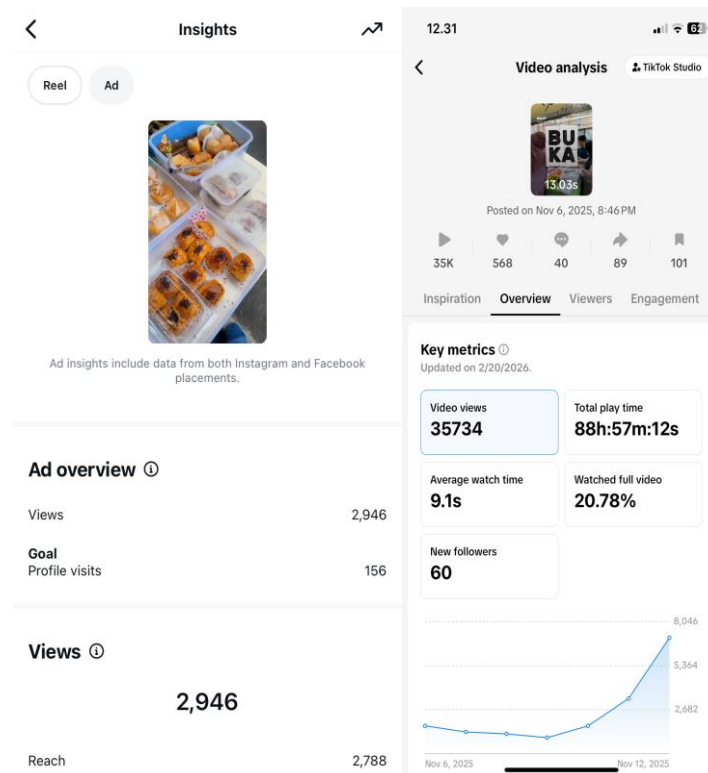 Insights
Reel
Ad
Ad insights include data from both Instagram and Facebook
placements.
Ad overview
Views
2,946
Goal
Profile visits
156
Views
2,946
Reach
2,788
12.31
62
Video analysis
TikTok Studio
BU
KA
13.03s
Posted on Nov 6, 2025, 8:46 PM
35K
568
40
89
101
Inspiration
Overview
Viewers
Engagement
Key metrics
Updated on 2/20/2026.
Video views
35734
Total play time
88h:57m:12s
Average watch time
9.1s
Watched full video
20.78%
New followers
60
8,046
5,364
2,682
Nov 6, 2025
Nov 12, 2025